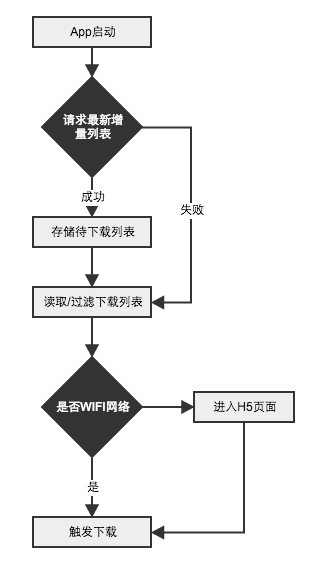 App启动
请求最新增
量列表
成功
失败
存储待下载列表
读取/过滤下载列表
是否WIFI网络
进入H5页面
是
触发下载